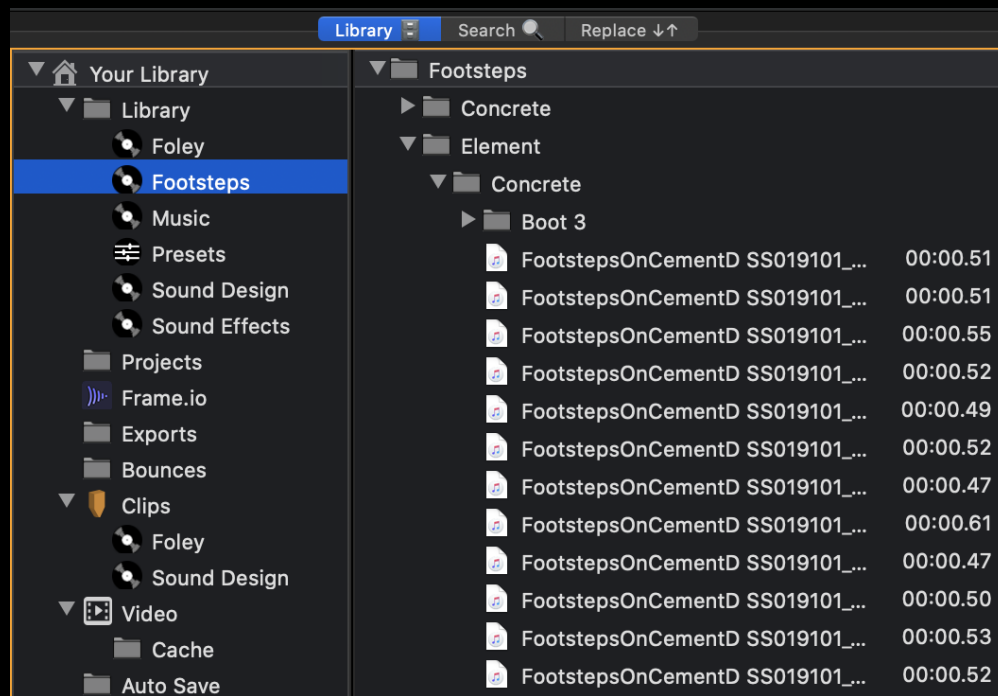 Library
Search
Replace ↓↑
Your Library
Library
Foley
Footsteps
Music
Presets
Sound Design
Sound Effects
Projects
Frame.io
Exports
Bounces
Clips
Foley
Sound Design
Video
Cache
Auto Save
Footsteps
Concrete
Element
Concrete
Boot 3
FootstepsOnCementD SS019101_... 00:00.51
FootstepsOnCementD SS019101_... 00:00.51
FootstepsOnCementD SS019101_... 00:00.55
FootstepsOnCementD SS019101_... 00:00.52
FootstepsOnCementD SS019101_... 00:00.49
FootstepsOnCementD SS019101_... 00:00.52
FootstepsOnCementD SS019101_... 00:00.47
FootstepsOnCementD SS019101_... 00:00.61
FootstepsOnCementD SS019101_... 00:00.47
FootstepsOnCementD SS019101_... 00:00.50
FootstepsOnCementD SS019101_... 00:00.53
FootstepsOnCementD SS019101_... 00:00.52